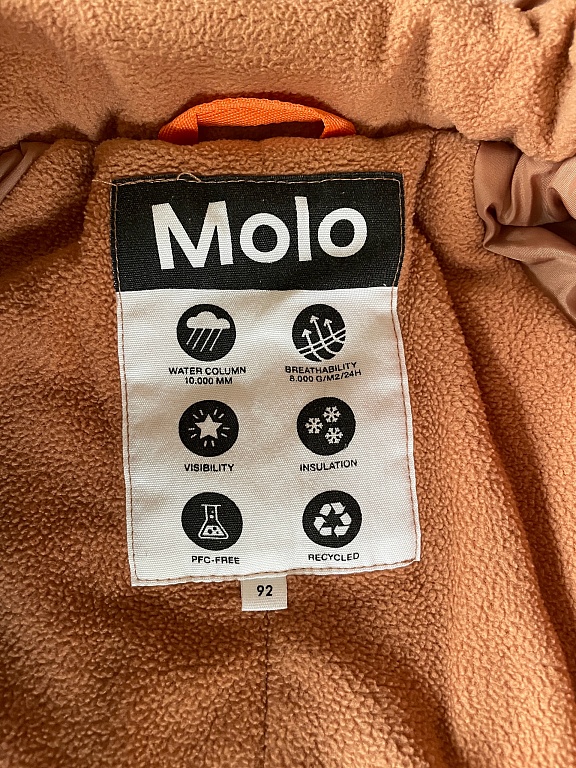 Molo
WATER COLUMN
10.000 MM
BREATHABILITY
8.000 G/M2/24H
VISIBILITY
INSULATION
PFC-FREE
RECYCLED
92